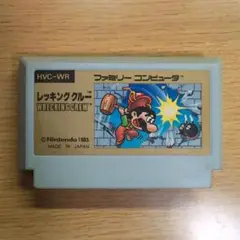 HVC-WR
ファミリー コンピュータ
レッキングクルー
WRECKING CREW
©Nintendo 1985
MADE IN JAPAN